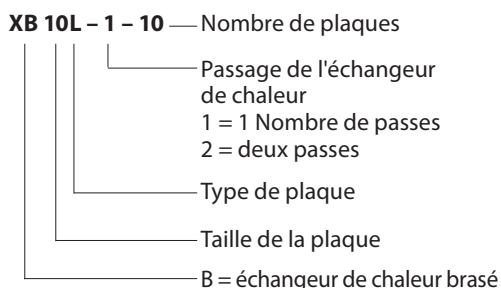 XB 10L – 1 – 10 Nombre de plaques
Passage de l'échangeur
de chaleur
1 = 1 Nombre de passes
2 = deux passes
Type de plaque
Taille de la plaque
B = échangeur de chaleur brasé